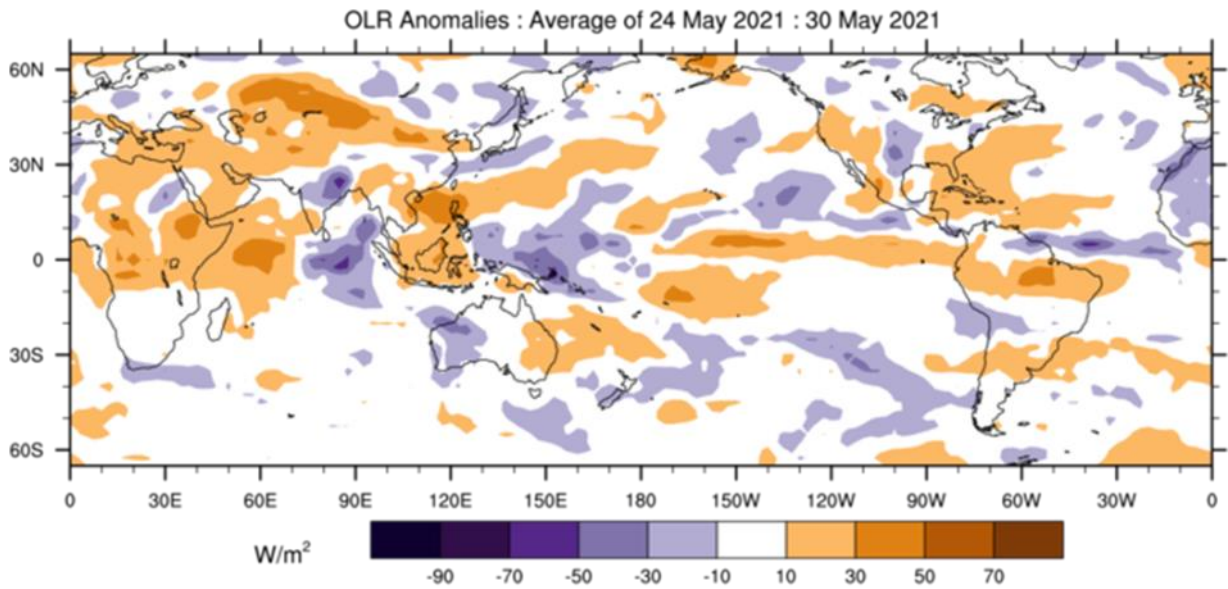 OLR Anomalies : Average of 24 May 2021 : 30 May 2021
60N
30N
0
30S
60S
0 30E 60E 90E 120E 150E 180 150W 120W 90W 60W 30W 0
W/m²
-90 -70 -50 -30 -10 10 30 50 70